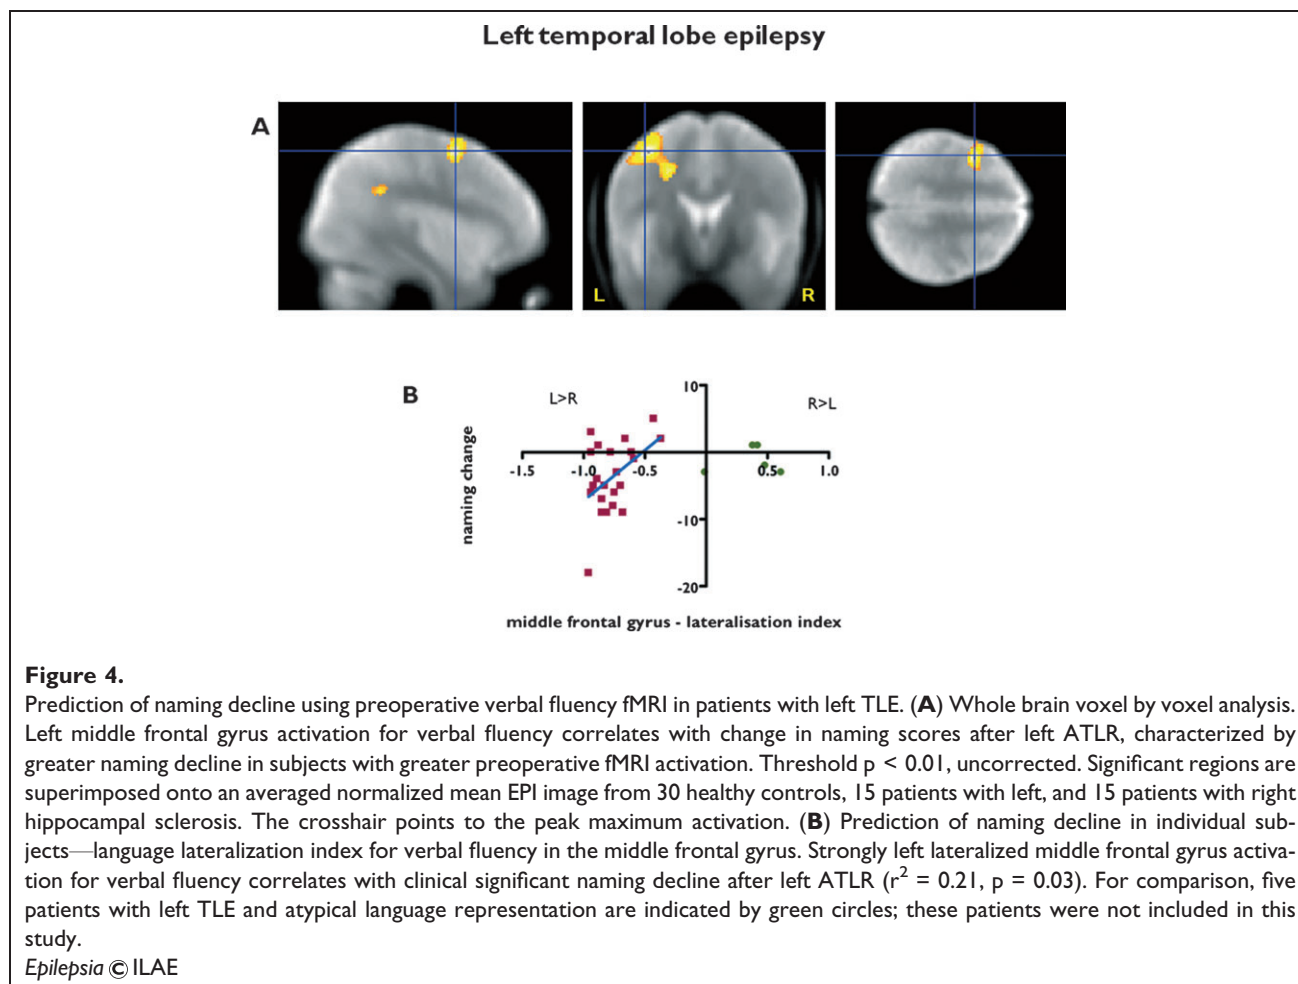 Left temporal lobe epilepsy
A
L
R
B
L>R
R>L
10
-1.5 -1.0 -0.5 0.5 1.0
-10
-20
naming change
middle frontal gyrus - lateralisation index
Figure 4.
Prediction of naming decline using preoperative verbal fluency fMRI in patients with left TLE. (A) Whole brain voxel by voxel analysis.
Left middle frontal gyrus activation for verbal fluency correlates with change in naming scores after left ATLR, characterized by
greater naming decline in subjects with greater preoperative fMRI activation. Threshold p < 0.01, uncorrected. Significant regions are
superimposed onto an averaged normalized mean EPI image from 30 healthy controls, 15 patients with left, and 15 patients with right
hippocampal sclerosis. The crosshair points to the peak maximum activation. (B) Prediction of naming decline in individual sub-
jects—language lateralization index for verbal fluency in the middle frontal gyrus. Strongly left lateralized middle frontal gyrus activa-
tion for verbal fluency correlates with clinical significant naming decline after left ATLR (r² = 0.21, p = 0.03). For comparison, five
patients with left TLE and atypical language representation are indicated by green circles; these patients were not included in this
study.
Epilepsia © ILAE